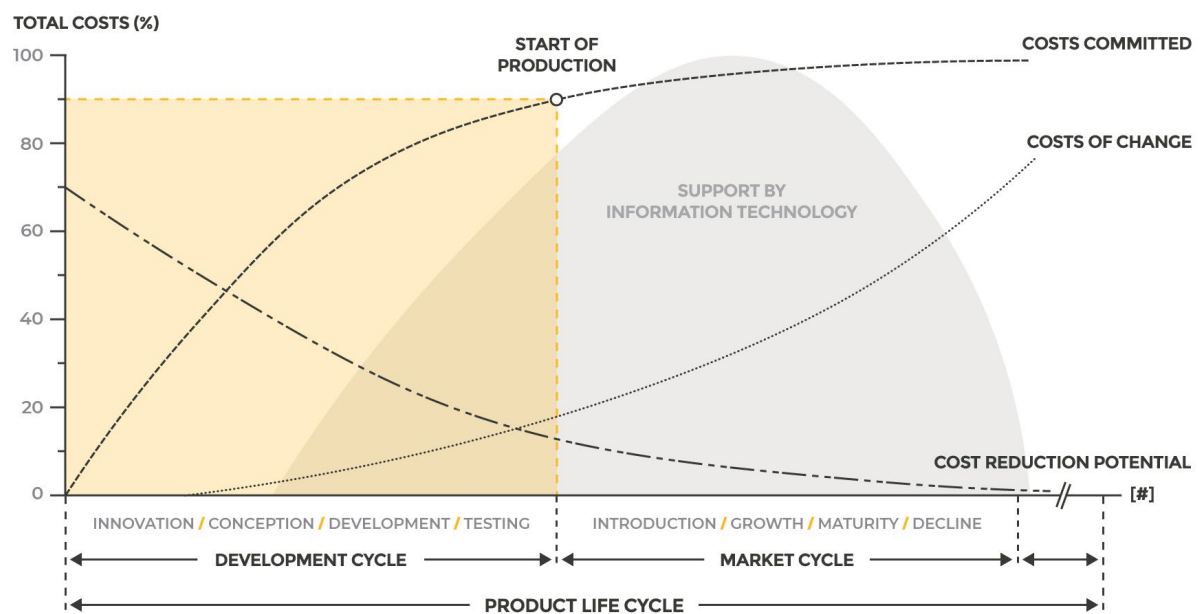 TOTAL COSTS (%)
100
80
60
40
20
0
START OF
PRODUCTION
COSTS COMMITTED
COSTS OF CHANGE
SUPPORT BY
INFORMATION TECHNOLOGY
COST REDUCTION POTENTIAL
[#]
INNOVATION / CONCEPTION / DEVELOPMENT / TESTING
INTRODUCTION / GROWTH / MATURITY / DECLINE
DEVELOPMENT CYCLE
MARKET CYCLE
PRODUCT LIFE CYCLE